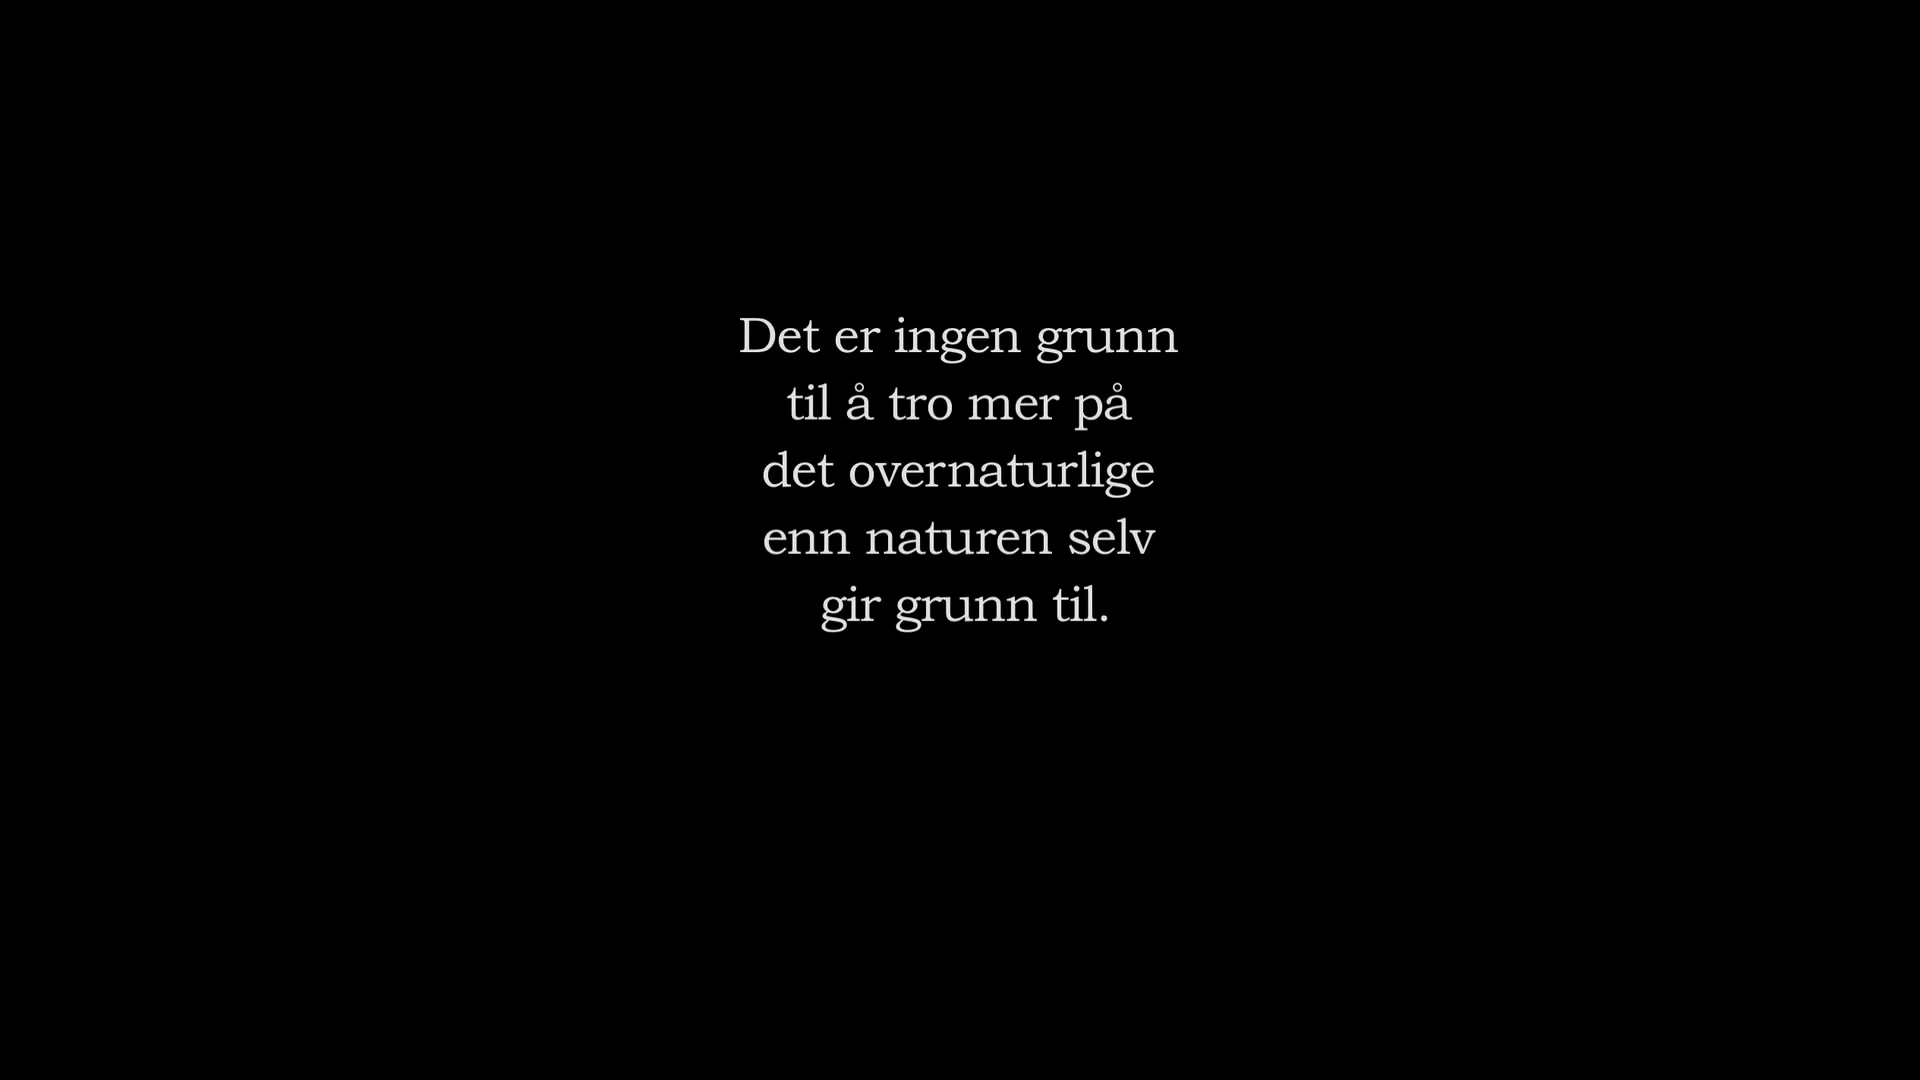 Det er ingen grunn
til å tro mer på
det overnaturlige
enn naturen selv
gir grunn til.